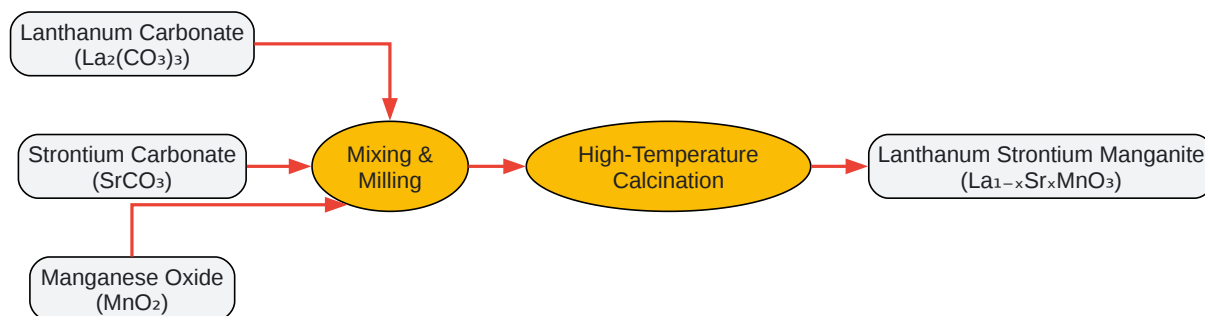 Lanthanum Carbonate
(La₂(CO₃)₃)
Strontium Carbonate
(SrCO₃)
Manganese Oxide
(MnO₂)
Mixing &
Milling
High-Temperature
Calcination
Lanthanum Strontium Manganite
(La₁₋ₓSrₓMnO₃)